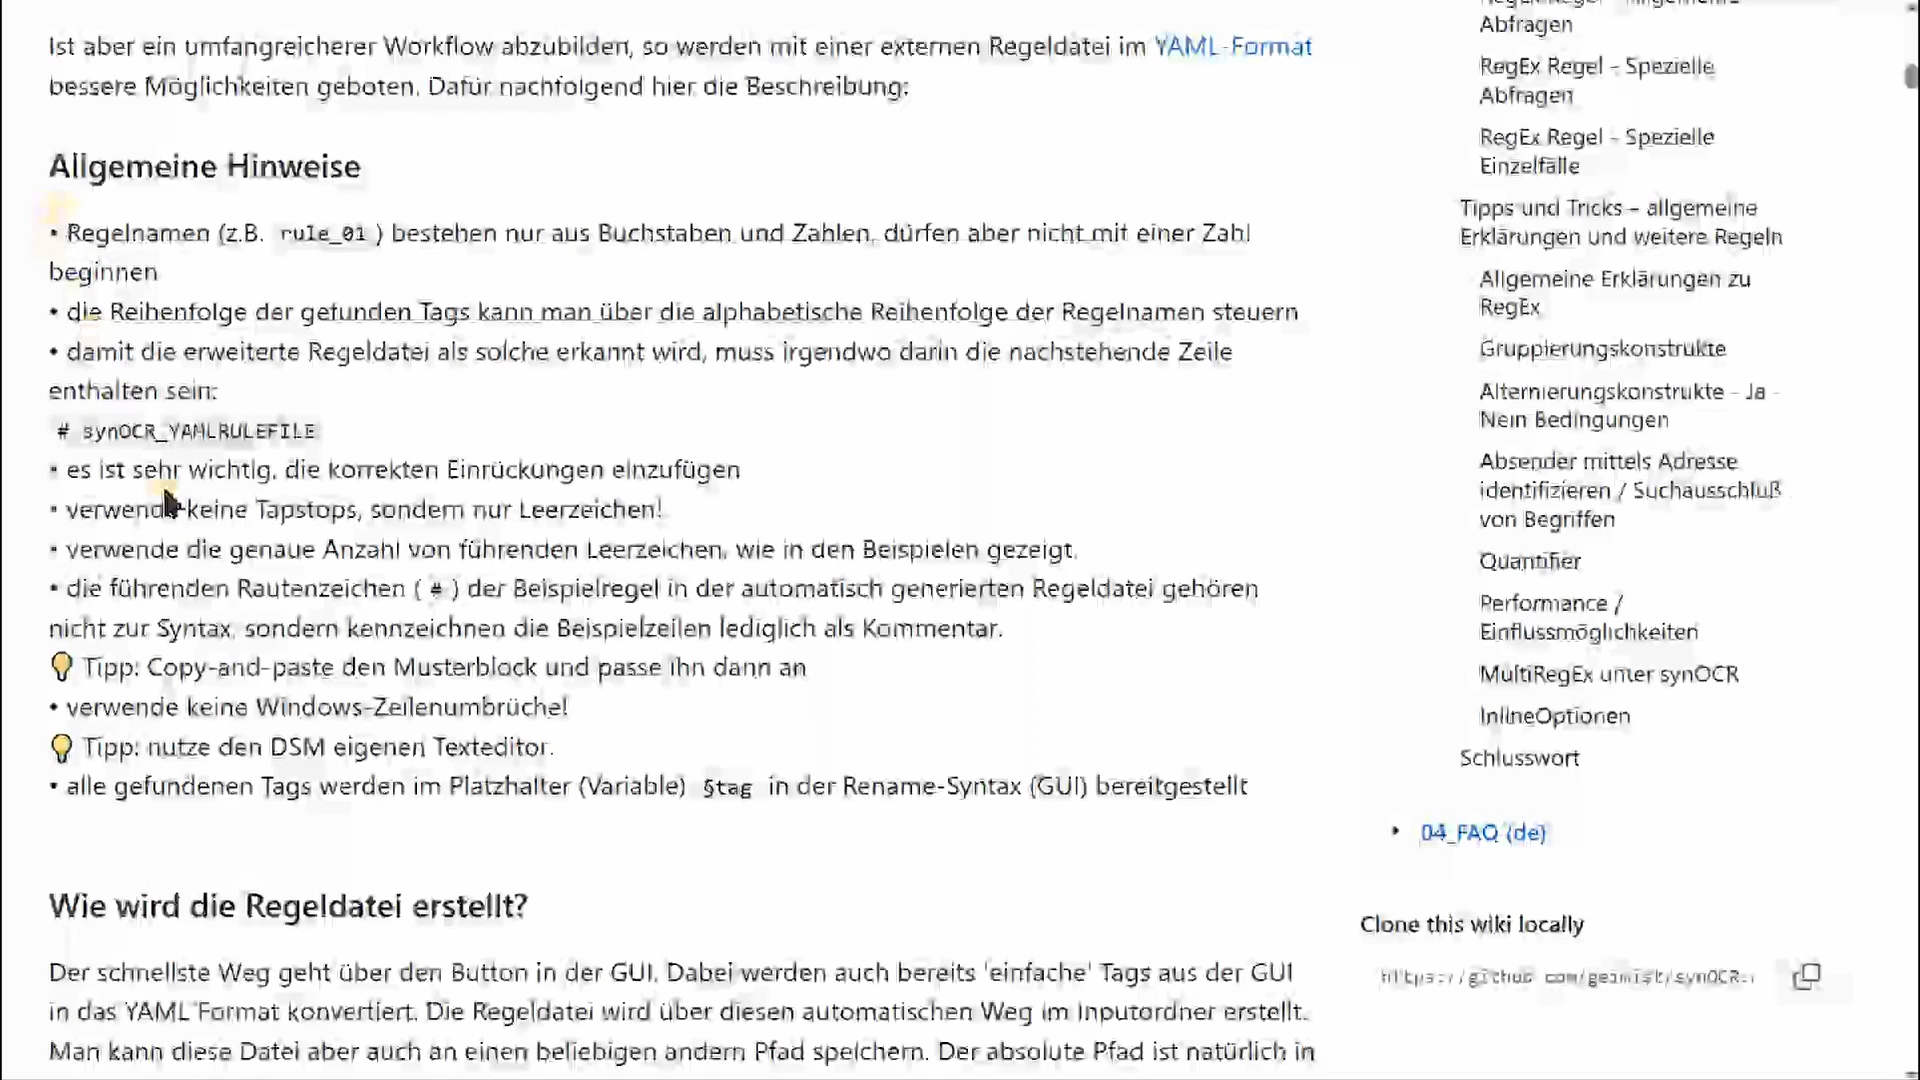 Ist aber ein umfangreicherer Workflow abzubilden, so werden mit einer externen Regeldatei im YAML-Format
bessere Möglichkeiten geboten. Dafür nachfolgend hier die Beschreibung:
Allgemeine Hinweise
• Regelnamen (z.B. rule_01 ) bestehen nur aus Buchstaben und Zahlen, dürfen aber nicht mit einer Zahl
beginnen
• die Reihenfolge der gefunden Tags kann man über die alphabetische Reihenfolge der Regelnamen steuern
• damit die erweiterte Regeldatei als solche erkannt wird, muss irgendwo darin die nachstehende Zeile
enthalten sein:
# synOCR_YAMLRULEFILE
• es ist sehr wichtig, die korrekten Einrückungen einzufügen
• verwende keine Tapstops, sondern nur Leerzeichen!
• verwende die genaue Anzahl von führenden Leerzeichen, wie in den Beispielen gezeigt.
• die führenden Rautenzeichen ( # ) der Beispielregel in der automatisch generierten Regeldatei gehören
nicht zur Syntax, sondern kennzeichnen die Beispielzeilen lediglich als Kommentar.
💡 Tipp: Copy-and-paste den Musterblock und passe ihn dann an
• verwende keine Windows-Zeilenumbrüche!
💡 Tipp: nutze den DSM eigenen Texteditor.
• alle gefundenen Tags werden im Platzhalter (Variable) §tag in der Rename-Syntax (GUI) bereitgestellt
Wie wird die Regeldatei erstellt?
Der schnellste Weg geht über den Button in der GUI. Dabei werden auch bereits 'einfache' Tags aus der GUI
in das YAML Format konvertiert. Die Regeldatei wird über diesen automatischen Weg im Inputordner erstellt.
Man kann diese Datei aber auch an einen beliebigen andern Pfad speichern. Der absolute Pfad ist natürlich in
Abfragen
RegEx Regel - Spezielle
Abfragen
RegEx Regel - Spezielle
Einzelfälle
Tipps und Tricks – allgemeine
Erklärungen und weitere Regeln
Allgemeine Erklärungen zu
RegEx
Gruppierungskonstrukte
Alternierungskonstrukte - Ja -
Nein Bedingungen
Absender mittels Adresse
identifizieren / Suchausschluß
von Begriffen
Quantifier
Performance /
Einflussmöglichkeiten
MultiRegEx unter synOCR
InlineOptionen
Schlusswort
• 04_FAQ (de)
Clone this wiki locally
https://github.com/geimist/synOCR.